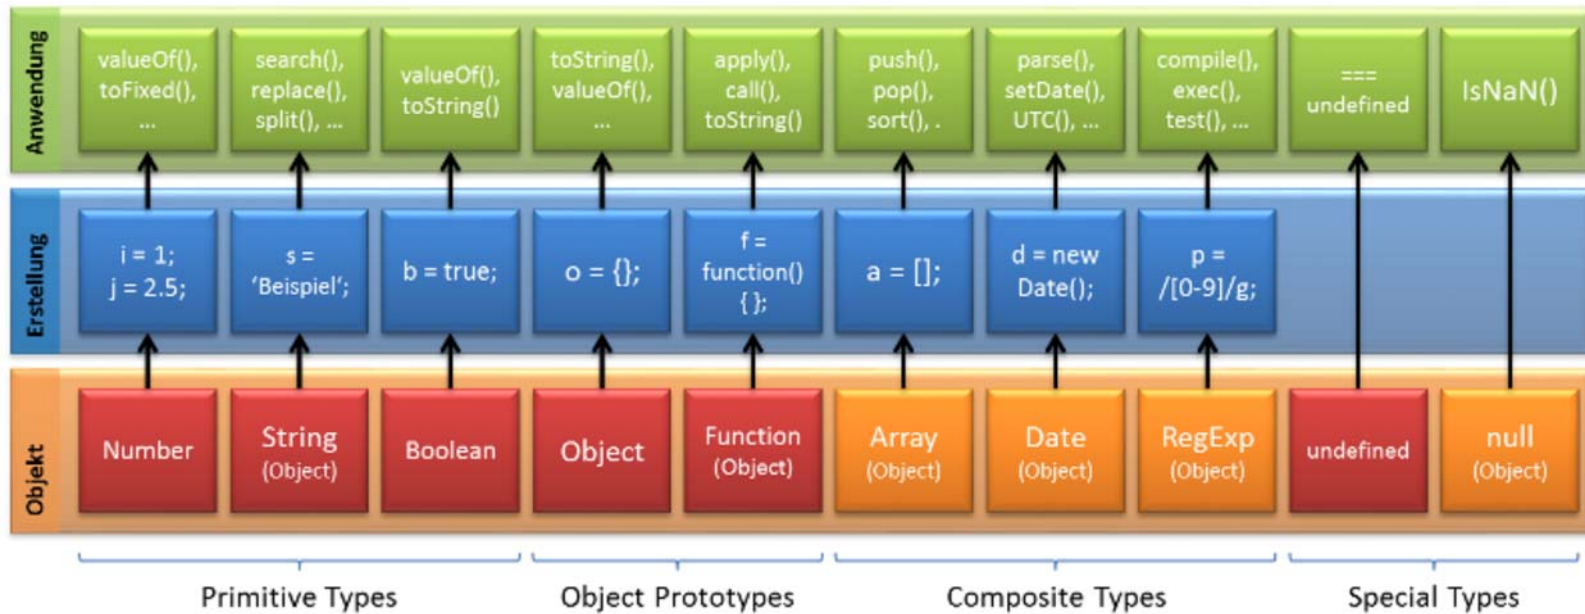 Anwendung
valueOf(),
toFixed(),
...
search(),
replace(),
split(), ...
valueOf(),
toString()
toString(),
valueOf(),
...
apply(),
call(),
toString()
push(),
pop(),
sort(), .
parse(),
setDate(),
UTC(), ...
compile(),
exec(),
test(), ...
===
undefined
IsNaN()
Erstellung
i = 1;
j = 2.5;
s =
‘Beispiel‘;
b = true;
o = {};
f =
function()
{ };
a = [];
d = new
Date();
p =
/[0-9]/g;
Objekt
Number
String
(Object)
Boolean
Object
Function
(Object)
Array
(Object)
Date
(Object)
RegExp
(Object)
undefined
null
(Object)
Primitive Types
Object Prototypes
Composite Types
Special Types